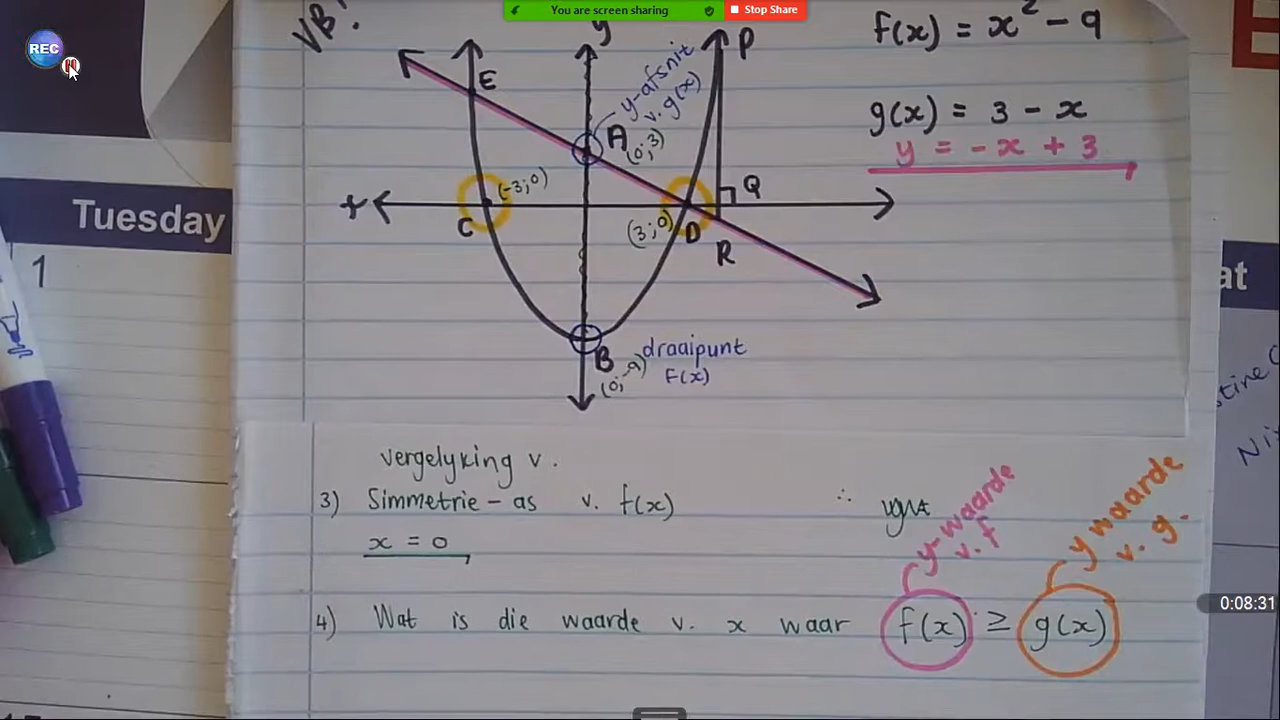 You are screen sharing
Stop Share
REC
VB:
y
P
f(x) = x² - 9
E
y-afsnit
v. g(x)
A
(0;3)
g(x) = 3 - x
y = -x + 3
(-3;0)
Q
x
C
(3;0)
D
R
Tuesday
1
at
B
(0;-9)
draaipunt
F(x)
vergelyking v.
3) Simmetrie-as v. f(x)
x = 0
∴
y-waarde
v. f
y waarde
v. g.
4) Wat is die waarde v. x waar f(x) ≥ g(x)
0:08:31